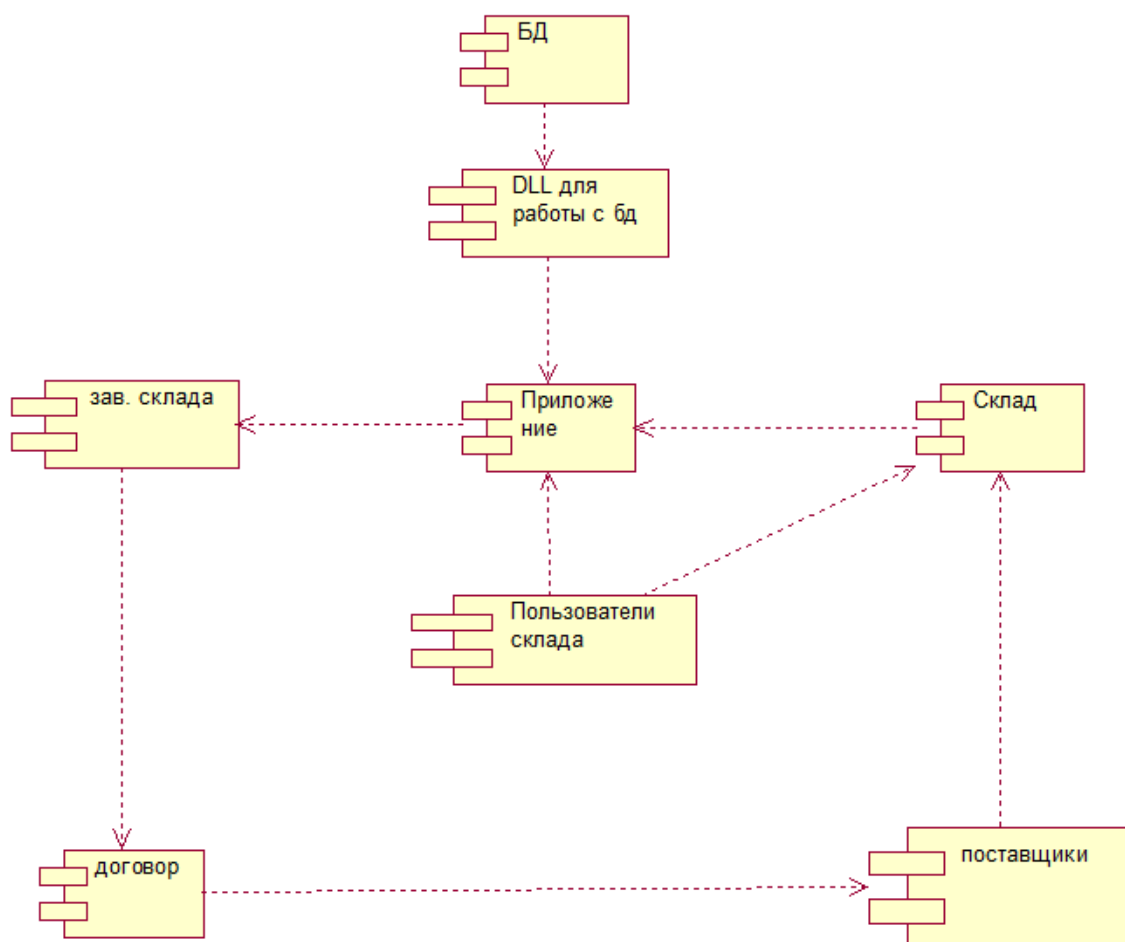 БД
DLL для
работы с бд
зав. склада
Приложе
ние
Склад
Пользователи
склада
договор
поставщики